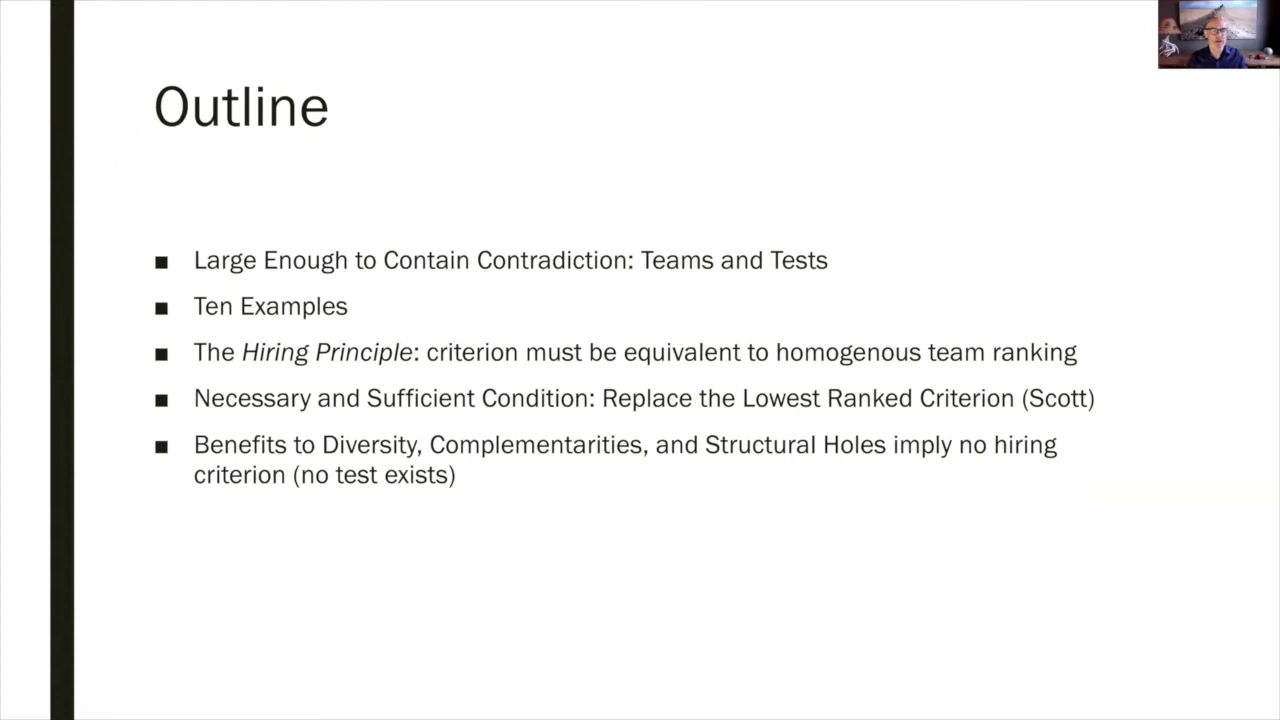 Outline
■ Large Enough to Contain Contradiction: Teams and Tests
■ Ten Examples
■ The Hiring Principle: criterion must be equivalent to homogenous team ranking
■ Necessary and Sufficient Condition: Replace the Lowest Ranked Criterion (Scott)
■ Benefits to Diversity, Complementarities, and Structural Holes imply no hiring
criterion (no test exists)